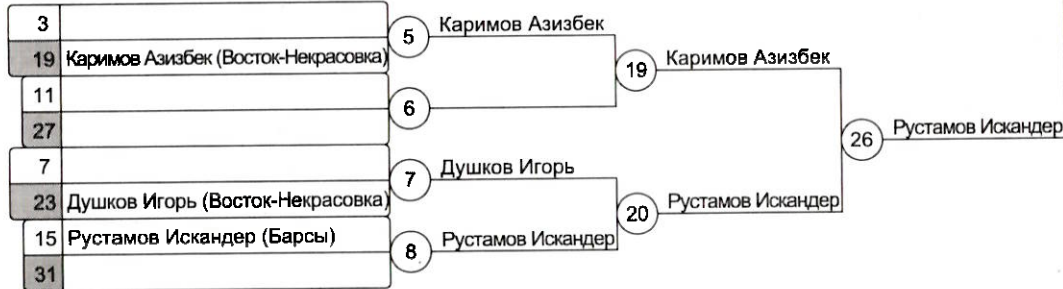 3
5 Каримов Азизбек
19 Каримов Азизбек (Восток-Некрасовка)
19 Каримов Азизбек
11
6
27
26 Рустамов Искандер
7
7 Душков Игорь
23 Душков Игорь (Восток-Некрасовка)
20 Рустамов Искандер
15 Рустамов Искандер (Барсы)
8 Рустамов Искандер
31